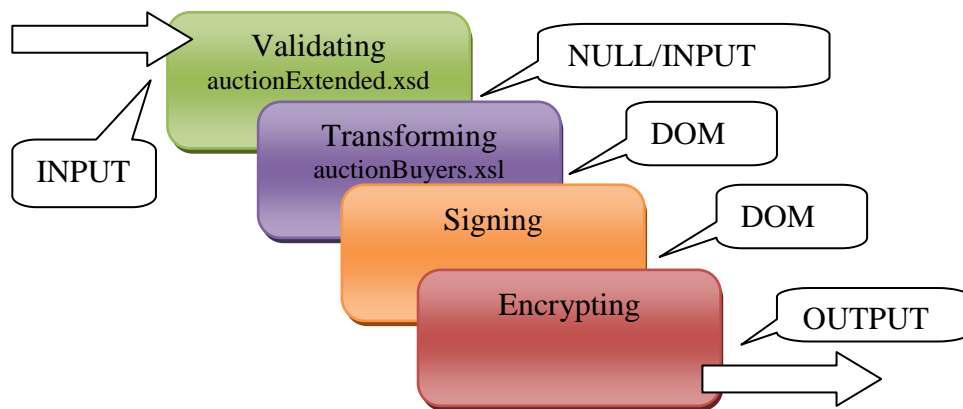 Validating
auctionExtended.xsd
NULL/INPUT
INPUT
Transforming
auctionBuyers.xsl
DOM
Signing
DOM
Encrypting
OUTPUT